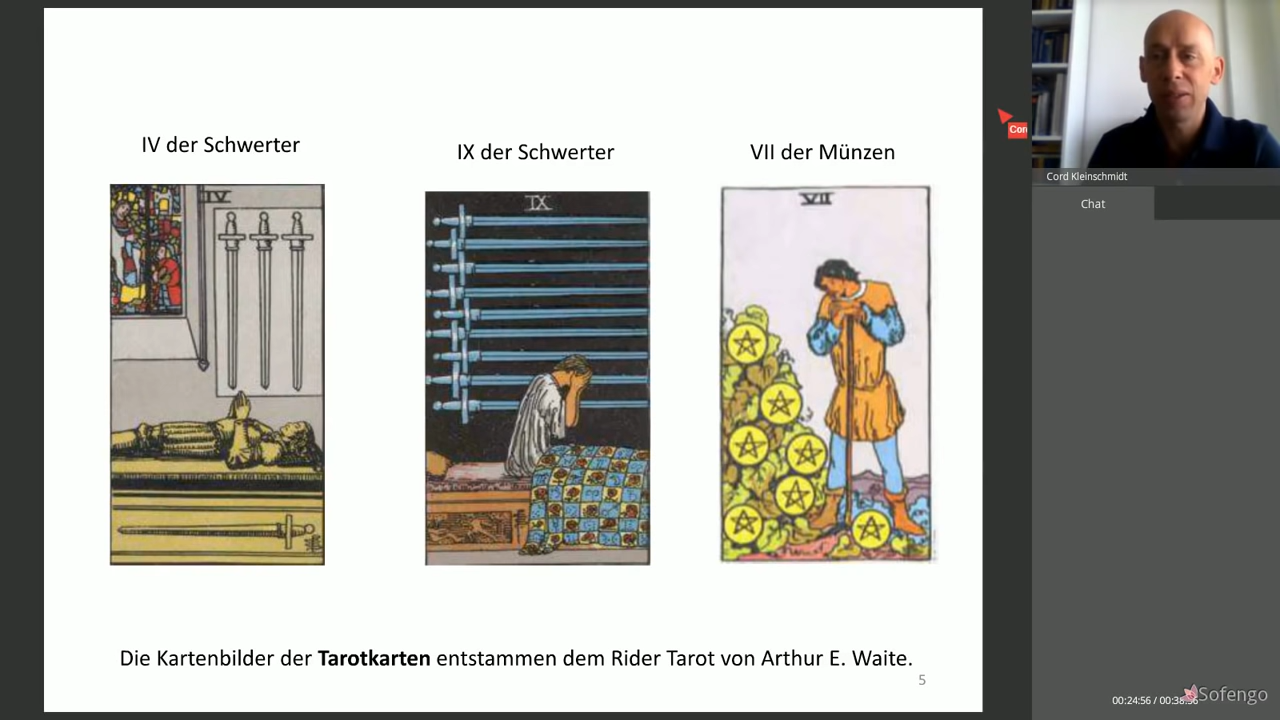 IV der Schwerter
IX der Schwerter
VII der Münzen
IV
IX
VII
Die Kartenbilder der Tarotkarten entstammen dem Rider Tarot von Arthur E. Waite.
5
Cord Kleinschmidt
Chat
00:24:56 / 00:38:56
Sofengo